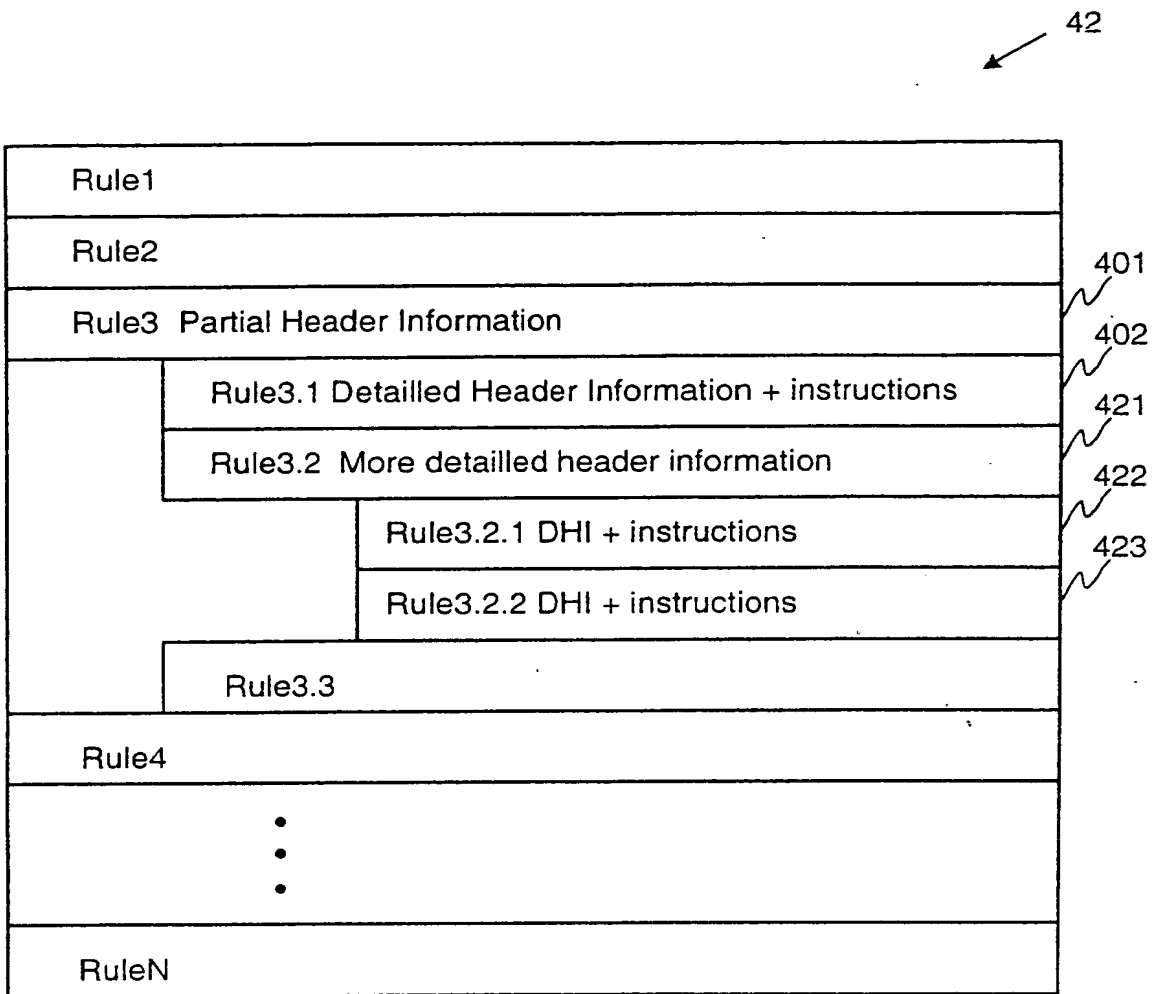 42
Rule1
Rule2
401
Rule3 Partial Header Information
402
Rule3.1 Detailled Header Information + instructions
421
Rule3.2 More detailled header information
422
Rule3.2.1 DHI + instructions
423
Rule3.2.2 DHI + instructions
Rule3.3
Rule4
RuleN